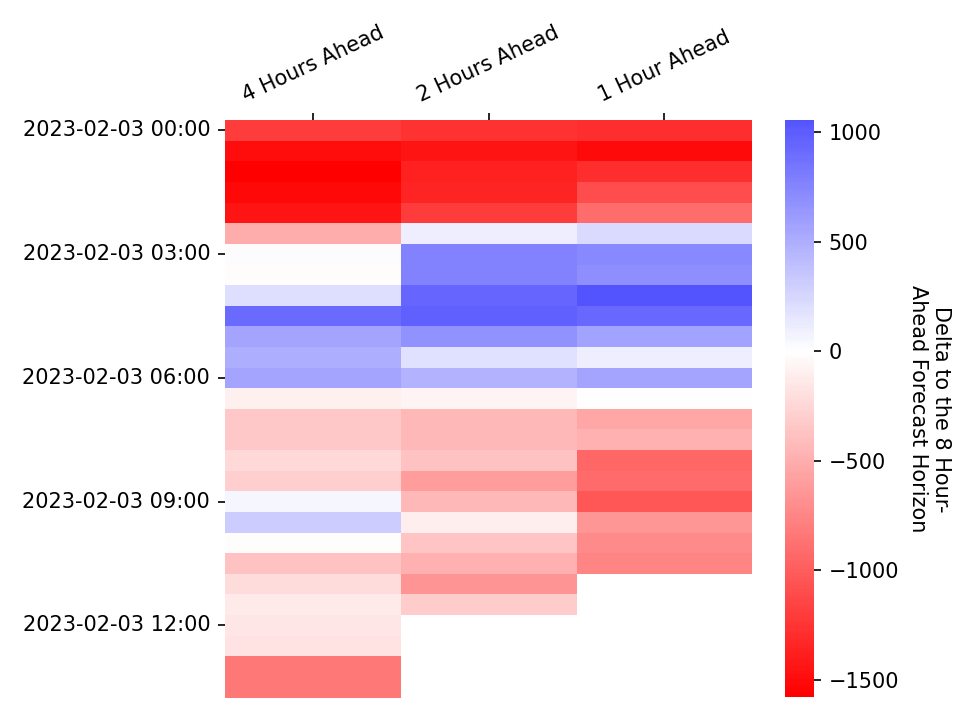 4 Hours Ahead
2 Hours Ahead
1 Hour Ahead
2023-02-03 00:00
2023-02-03 03:00
2023-02-03 06:00
2023-02-03 09:00
2023-02-03 12:00
1000
500
0
−500
−1000
−1500
Delta to the 8 Hour-
Ahead Forecast Horizon